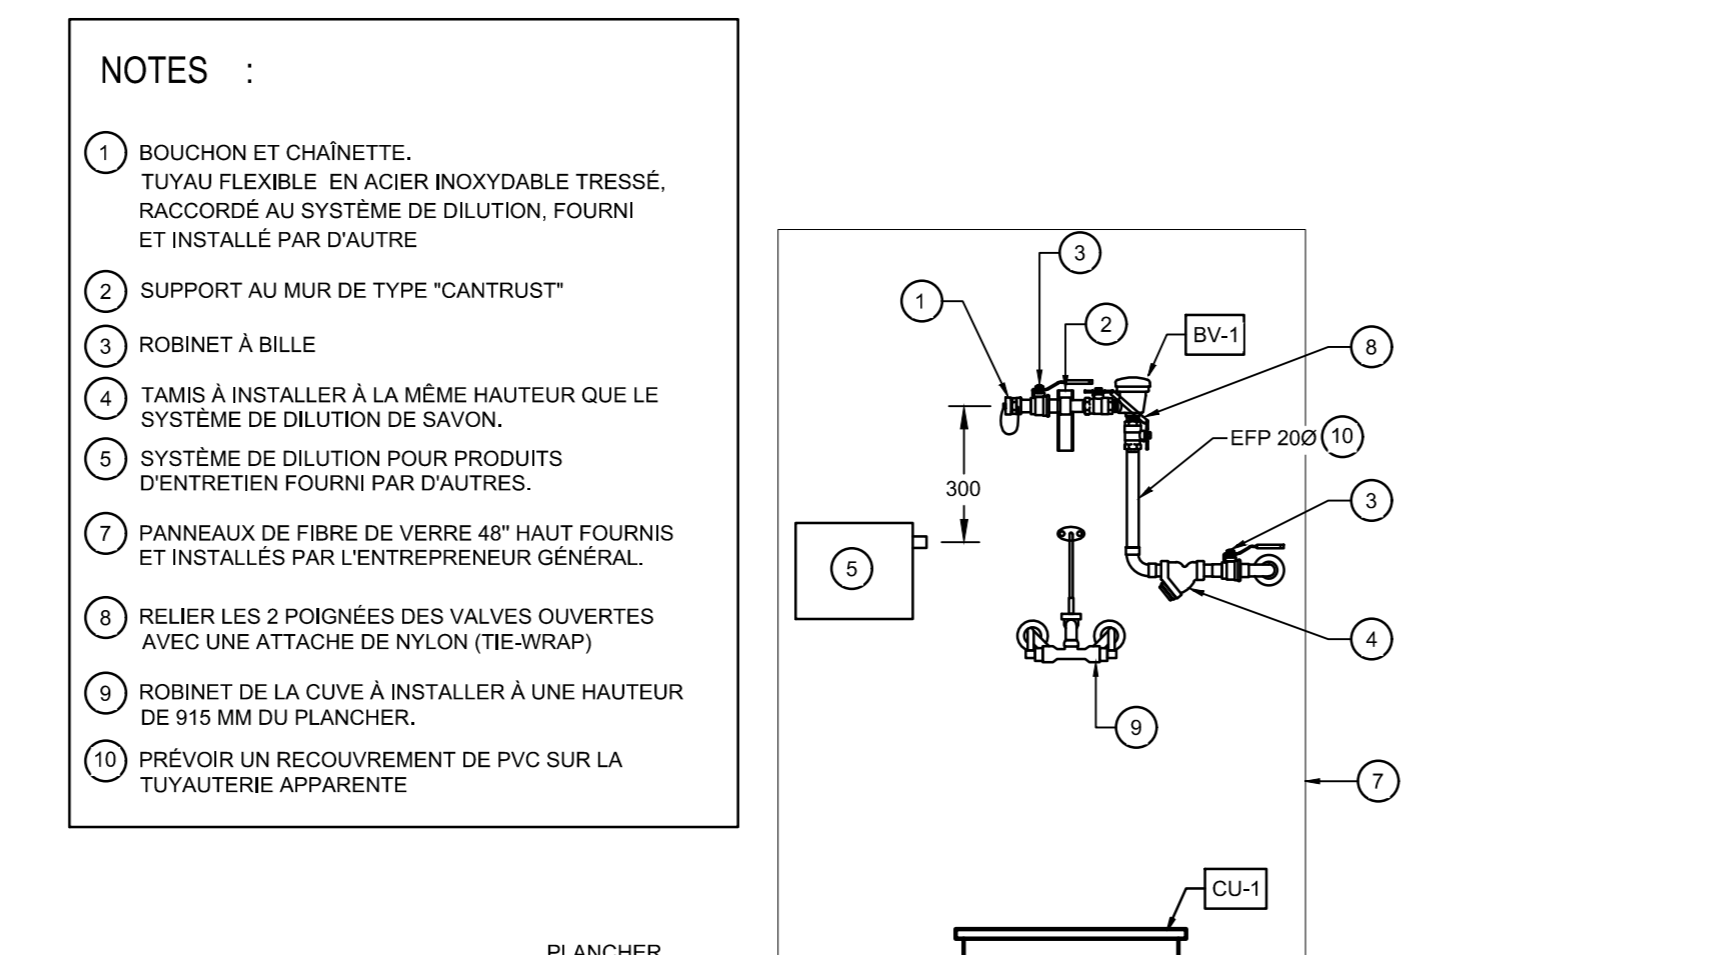 NOTES :
1 BOUCHON ET CHAÎNETTE.
TUYAU FLEXIBLE EN ACIER INOXYDABLE TRESSÉ,
RACCORDÉ AU SYSTÈME DE DILUTION, FOURNI
ET INSTALLÉ PAR D'AUTRE
2 SUPPORT AU MUR DE TYPE "CANTRUST"
3 ROBINET À BILLE
4 TAMIS À INSTALLER À LA MÊME HAUTEUR QUE LE
SYSTÈME DE DILUTION DE SAVON.
5 SYSTÈME DE DILUTION POUR PRODUITS
D'ENTRETIEN FOURNI PAR D'AUTRES.
7 PANNEAUX DE FIBRE DE VERRE 48" HAUT FOURNIS
ET INSTALLÉS PAR L'ENTREPRENEUR GÉNÉRAL.
8 RELIER LES 2 POIGNÉES DES VALVES OUVERTES
AVEC UNE ATTACHE DE NYLON (TIE-WRAP)
9 ROBINET DE LA CUVE À INSTALLER À UNE HAUTEUR
DE 915 MM DU PLANCHER.
10 PRÉVOIR UN RECOUVREMENT DE PVC SUR LA
TUYAUTERIE APPARENTE
3
1
2
BV-1
8
EFP 20Ø 10
300
3
5
4
9
7
CU-1
PLANCHER